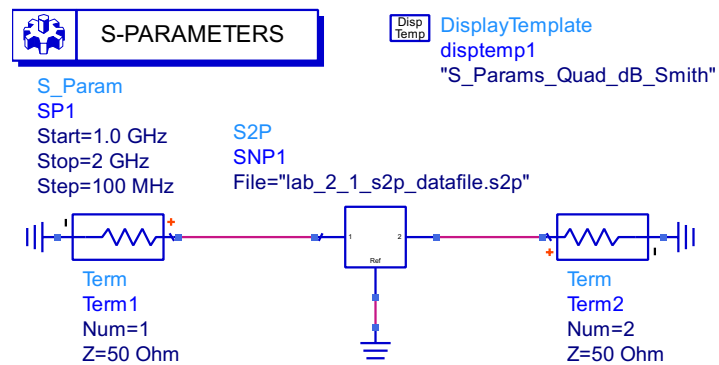 S-PARAMETERS
Disp
Temp
DisplayTemplate
disptemp1
"S_Params_Quad_dB_Smith"
S_Param
SP1
Start=1.0 GHz
Stop=2 GHz
Step=100 MHz
S2P
SNP1
File="lab_2_1_s2p_datafile.s2p"
1
2
Ref
Term
Term1
Num=1
Z=50 Ohm
Term
Term2
Num=2
Z=50 Ohm